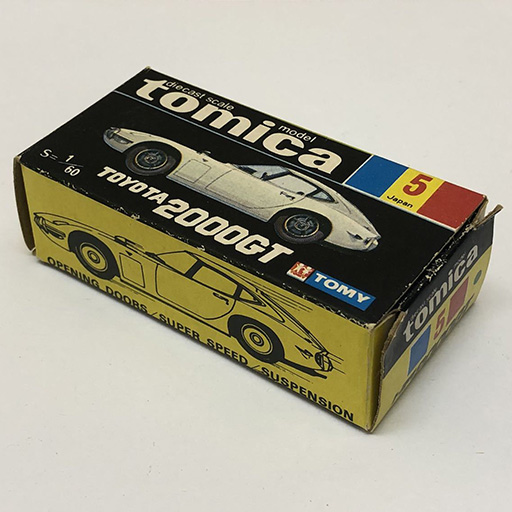 diecast scale
tomica
model
S=1/60
TOYOTA 2000GT
5
Japan
TOMY
OPENING DOORS/SUPER SPEED/SUSPENSION
tomica
5